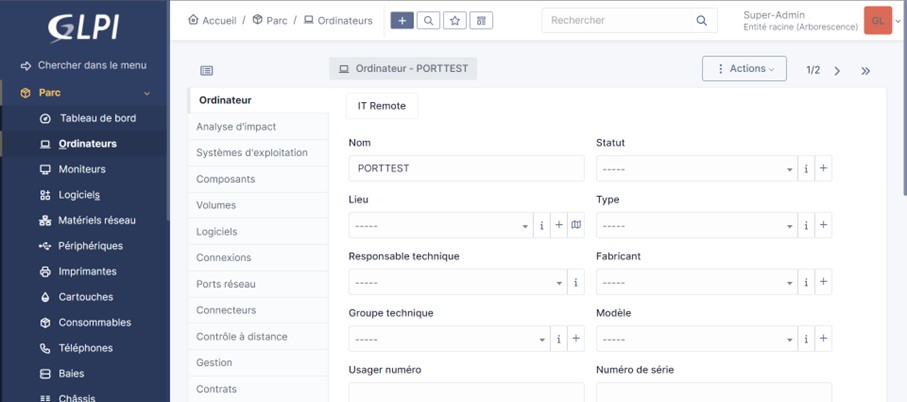 GLPI
Accueil / Parc / Ordinateurs
Rechercher
Super-Admin
Entité racine (Arborescence)
GL
Chercher dans le menu
Parc
Tableau de bord
Ordinateurs
Moniteurs
Logiciels
Matériels réseau
Périphériques
Imprimantes
Cartouches
Consommables
Téléphones
Baies
Châssis
Ordinateur - PORTTEST
Actions
1/2
Ordinateur
Analyse d'impact
Systèmes d'exploitation
Composants
Volumes
Logiciels
Connexions
Ports réseau
Connecteurs
Contrôle à distance
Gestion
Contrats
IT Remote
Nom
Statut
PORTTEST
-----
Lieu
Type
-----
-----
Responsable technique
Fabricant
-----
-----
Groupe technique
Modèle
-----
-----
Usager numéro
Numéro de série